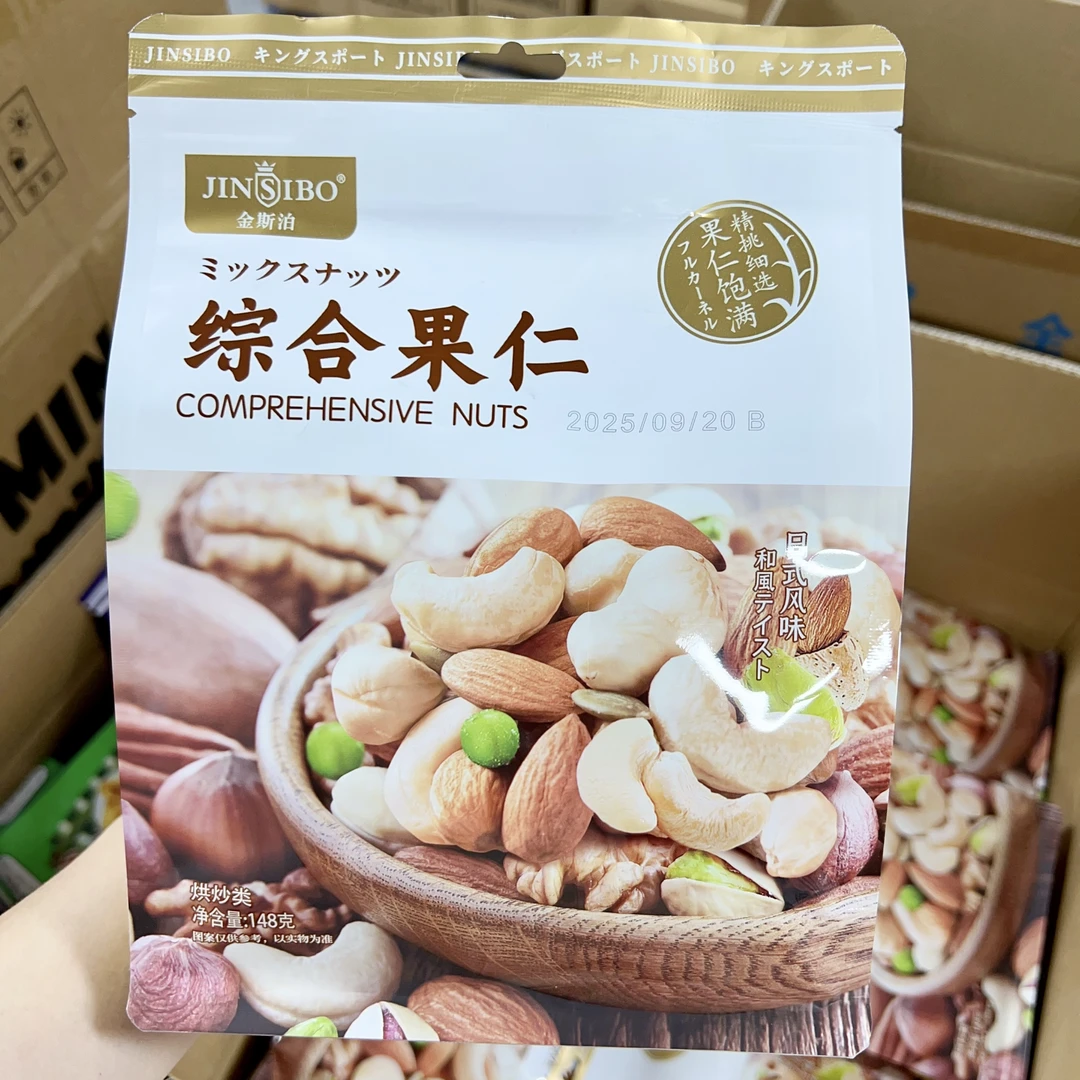 JINSIBO キングスポート JINSI スポート JINSIBO キングスポート
JINSIBO®
金斯泊
ミックスナッツ
综合果仁
COMPREHENSIVE NUTS
2025/09/20 B
精挑细选
果仁饱满
フルカーネル
日式风味
和風テイスト
烘炒类
净含量:148克
图案仅供参考，以实物为准
MIN